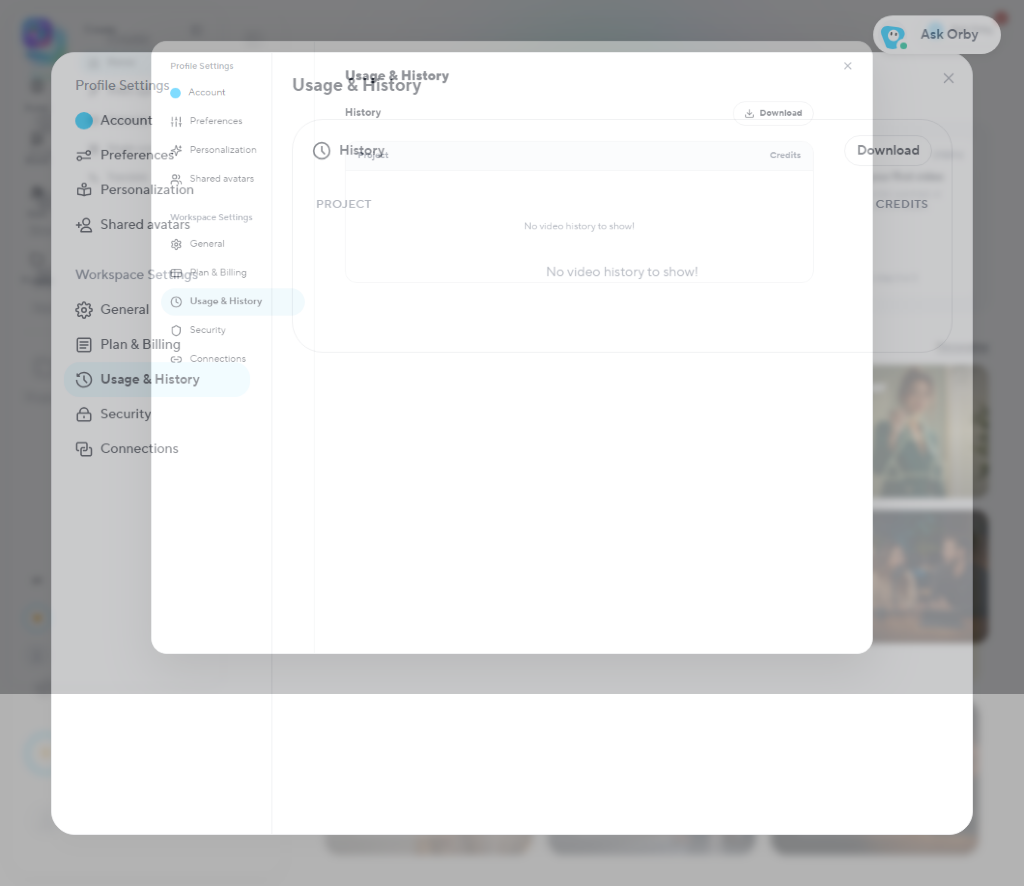 Ask Orby
Profile Settings
Account
Preferences
Personalization
Shared avatars
Workspace Settings
General
Plan & Billing
Usage & History
Security
Connections
Usage & History
History
Download
PROJECT
CREDITS
No video history to show!
Profile Settings
Account
Preferences
Personalization
Shared avatars
Workspace Settings
General
Plan & Billing
Usage & History
Security
Connections
Usage & History
History
Download
Project
Credits
No video history to show!